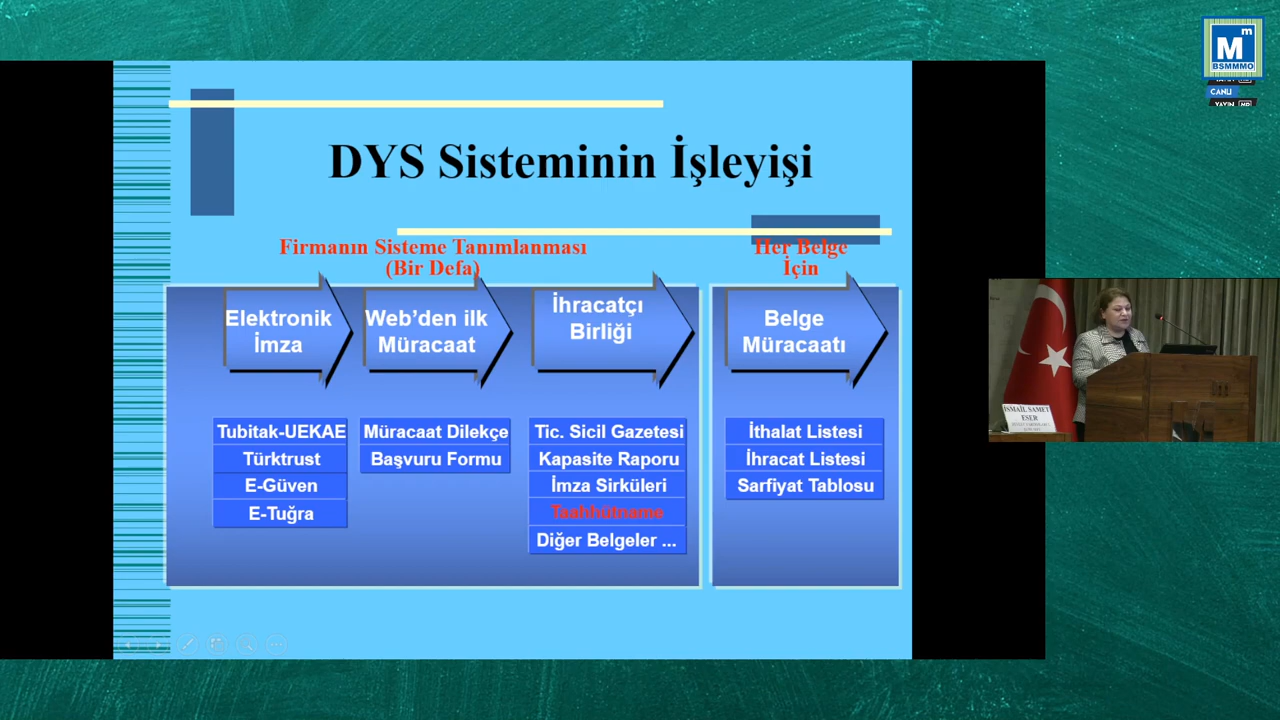 DYS Sisteminin İşleyişi
Firmanın Sisteme Tanımlanması
(Bir Defa)
Her Belge
İçin
Elektronik
İmza
Web'den ilk
Müracaat
İhracatçı
Birliği
Belge
Müracaatı
Tubitak-UEKAE
Türktrust
E-Güven
E-Tuğra
Müracaat Dilekçe
Başvuru Formu
Tic. Sicil Gazetesi
Kapasite Raporu
İmza Sirküleri
Taahhütname
Diğer Belgeler ...
İthalat Listesi
İhracat Listesi
Sarfiyat Tablosu
M m
BSMMMO
CANLI
YAYIN
İSMAİL SAMET
ESER